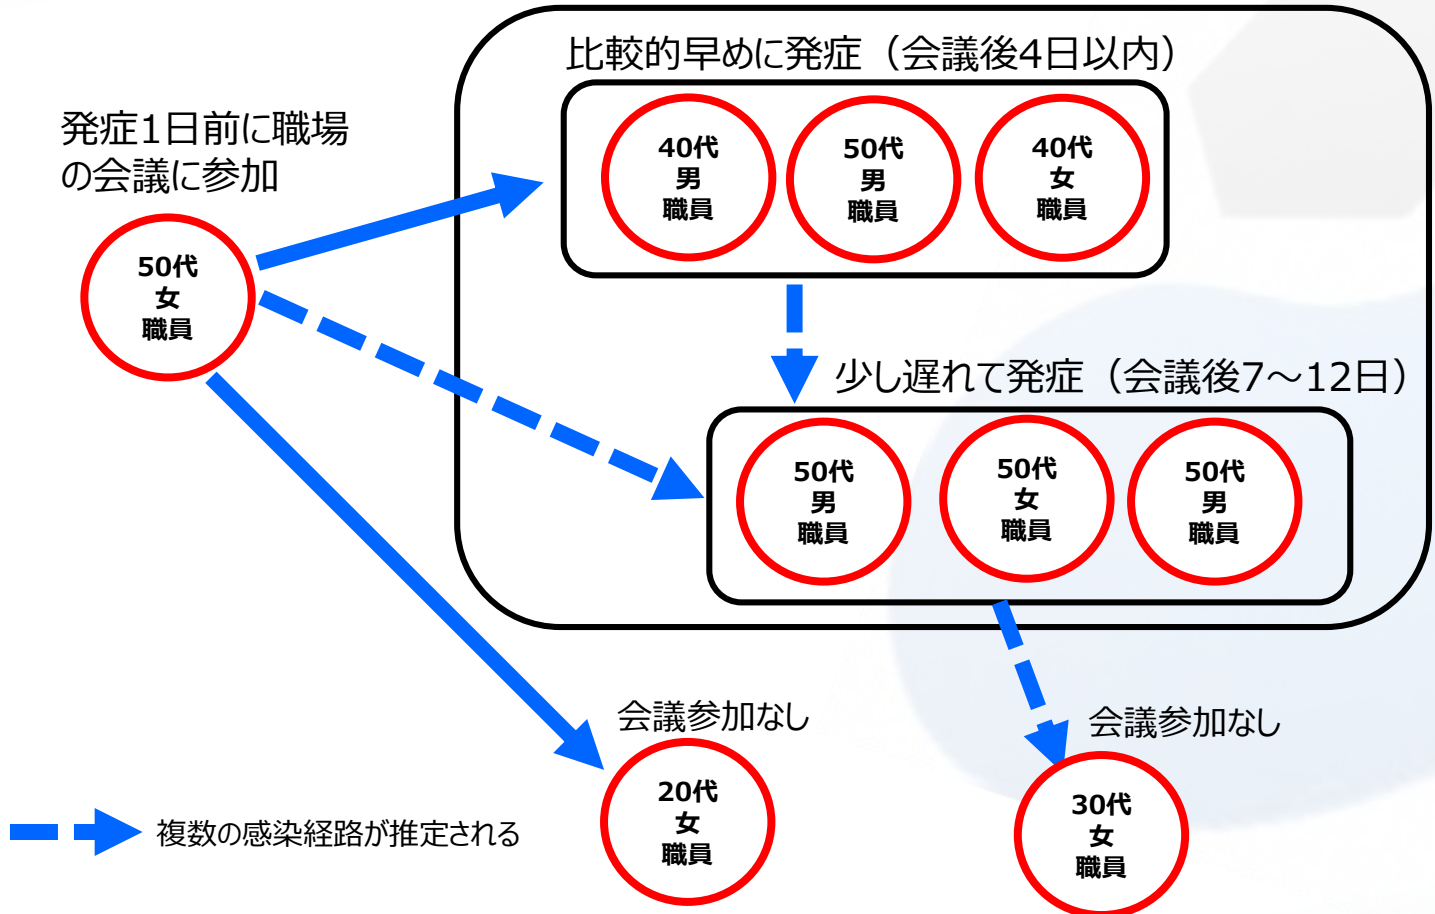 比較的早めに発症（会議後4日以内）
40代
男
職員
50代
男
職員
40代
女
職員
発症1日前に職場
の会議に参加
50代
女
職員
少し遅れて発症（会議後7～12日）
50代
男
職員
50代
女
職員
50代
男
職員
会議参加なし
20代
女
職員
会議参加なし
30代
女
職員
複数の感染経路が推定される